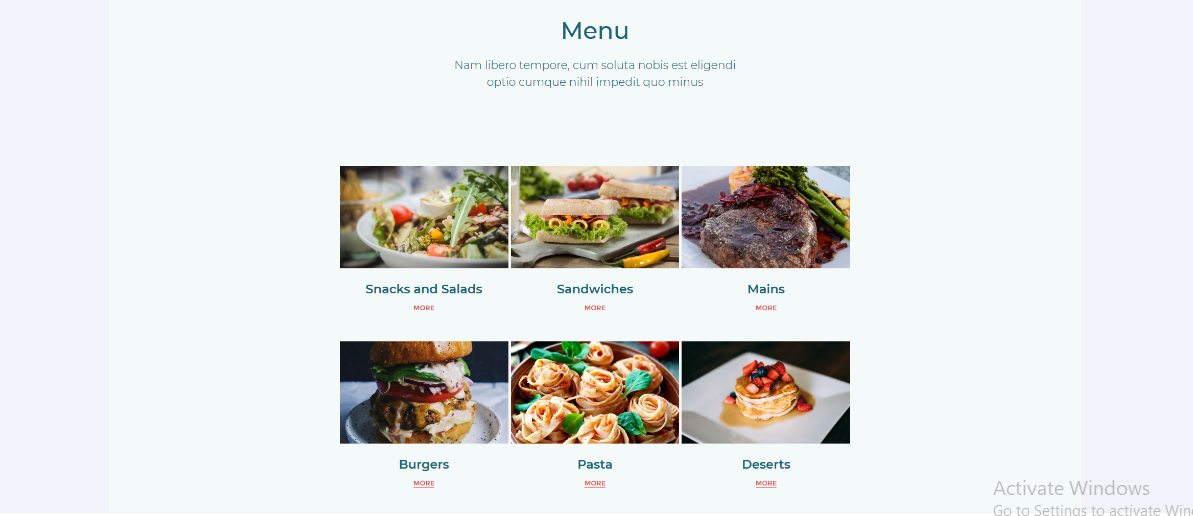 Menu
Nam libero tempore, cum soluta nobis est eligendi
optio cumque nihil impedit quo minus
Snacks and Salads
Sandwiches
Mains
MORE
MORE
MORE
Burgers
Pasta
Deserts
MORE
MORE
MORE
Activate Windows
Go to Settings to activate Win